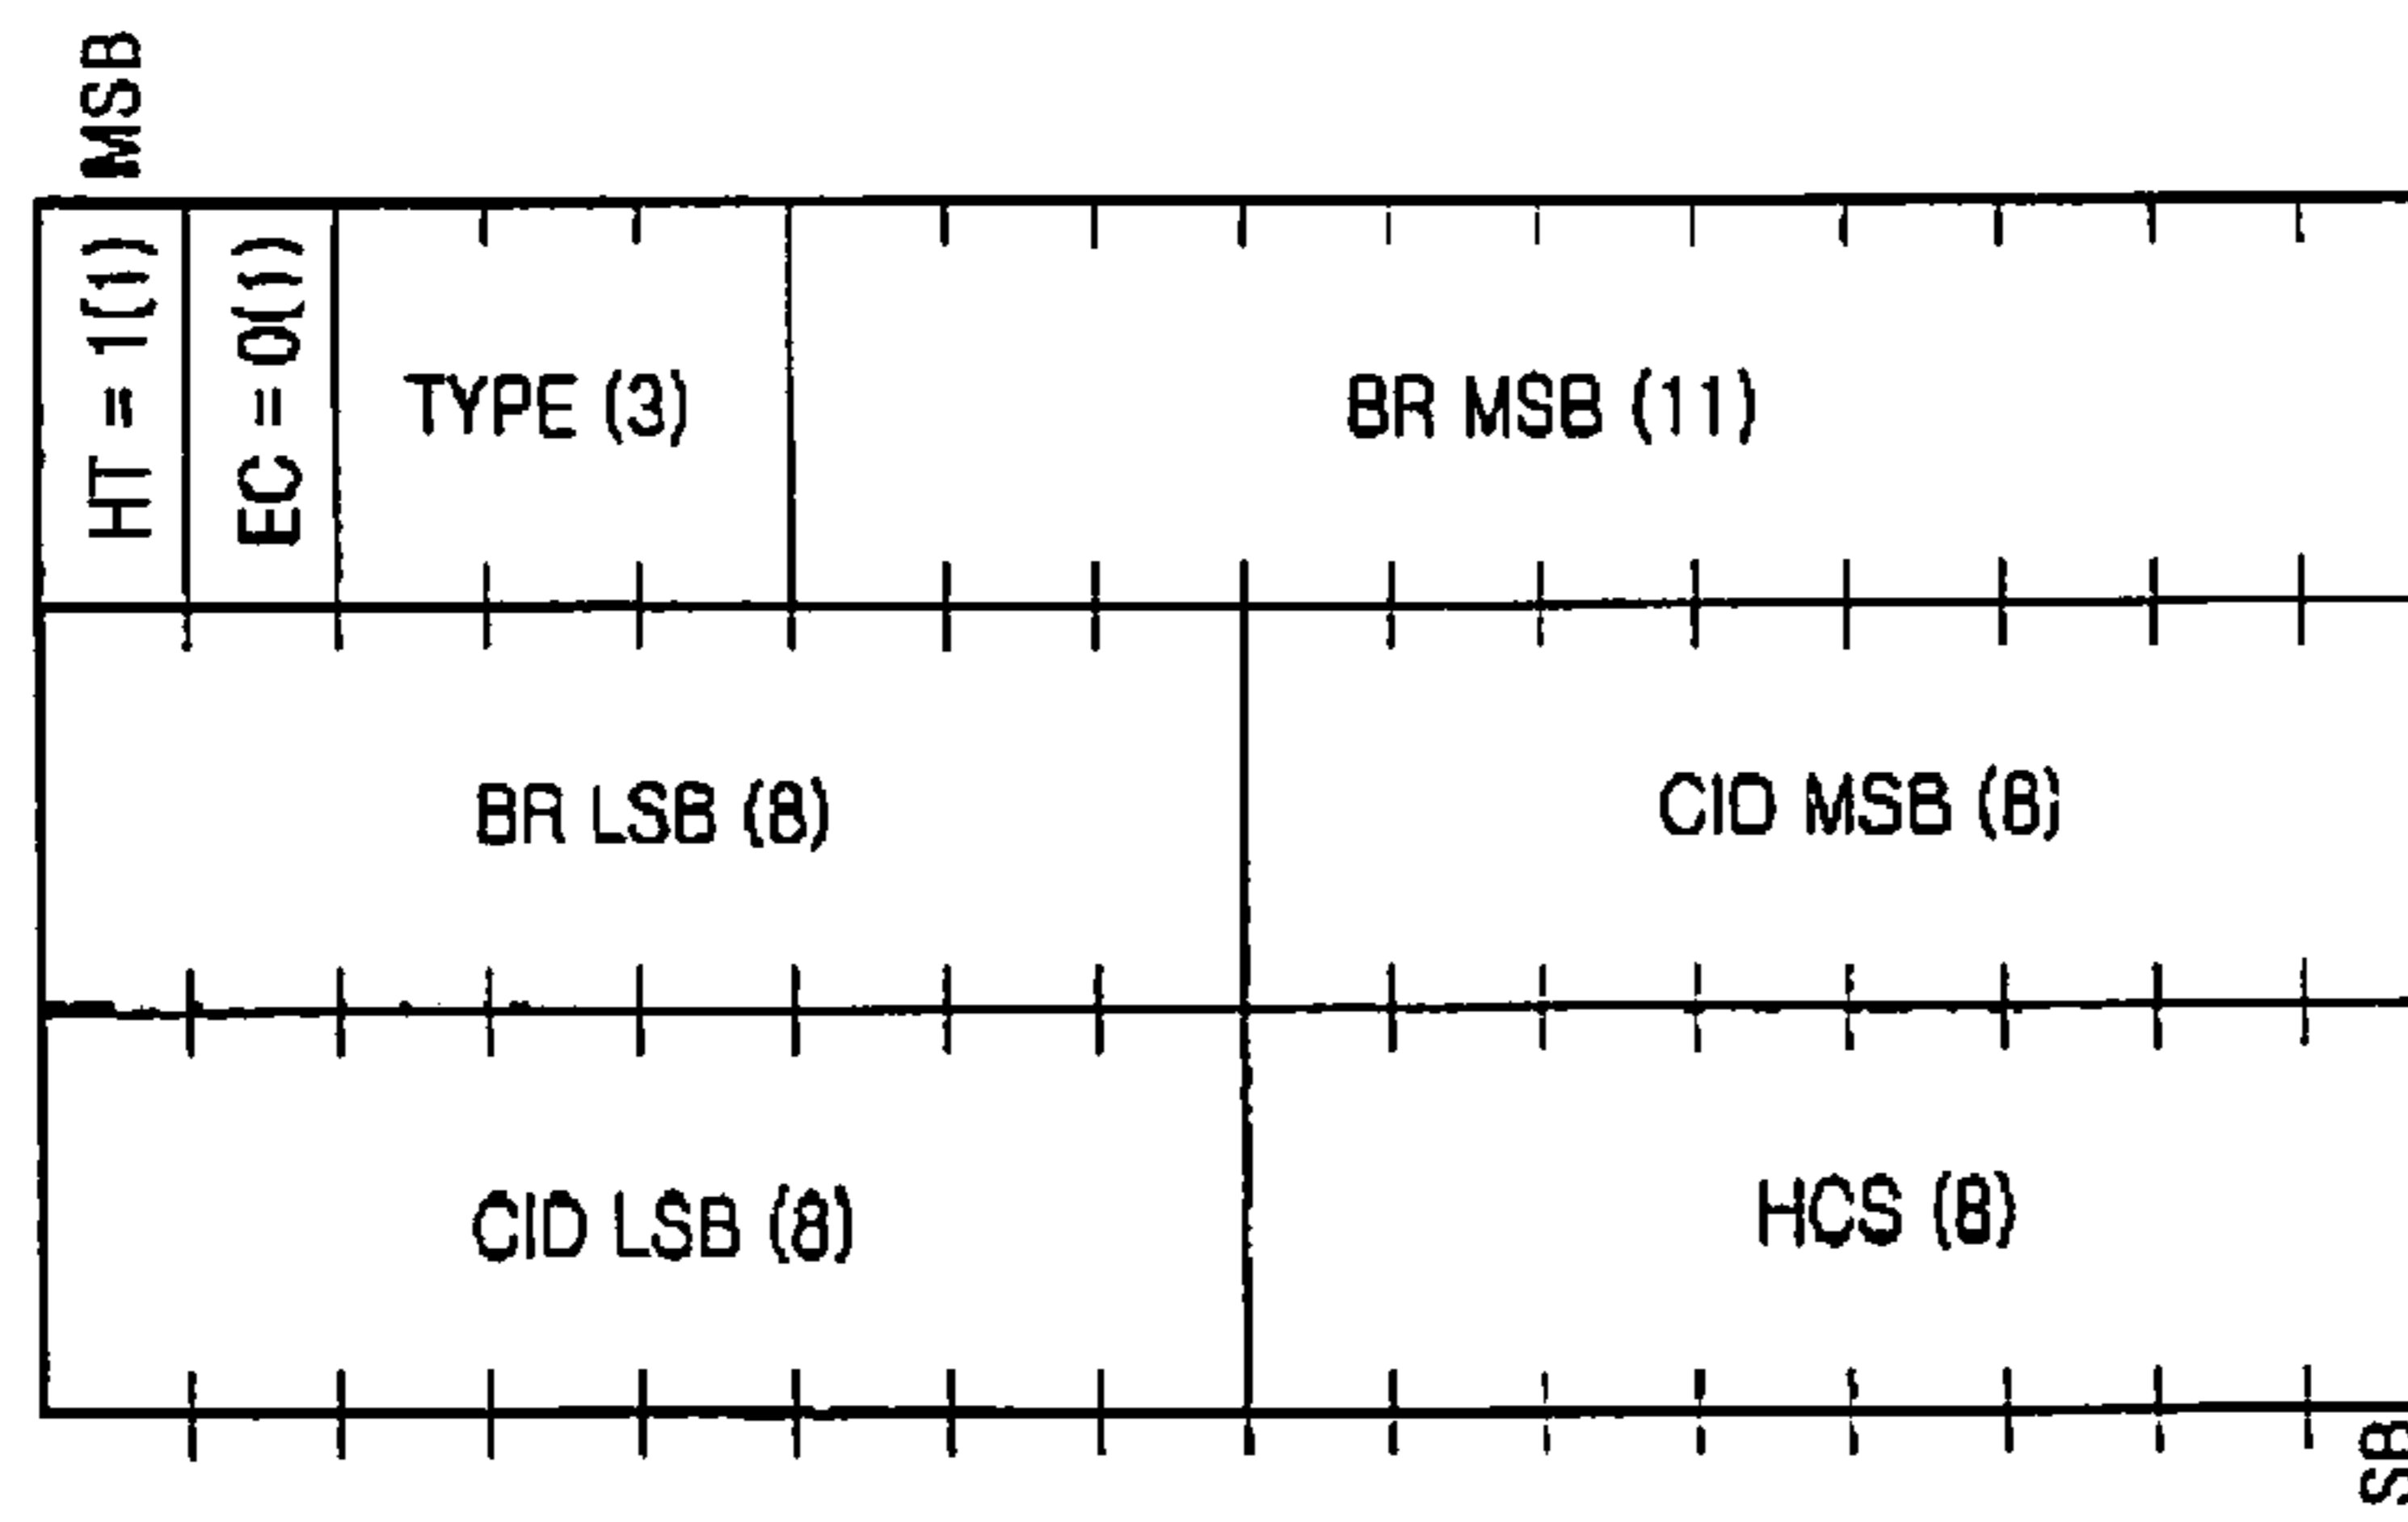 MSB
HT = 1(1)
EC = 0(1)
TYPE (3)
BR MSB (11)
BR LSB (8)
CID MSB (8)
CID LSB (8)
HCS (8)
SB